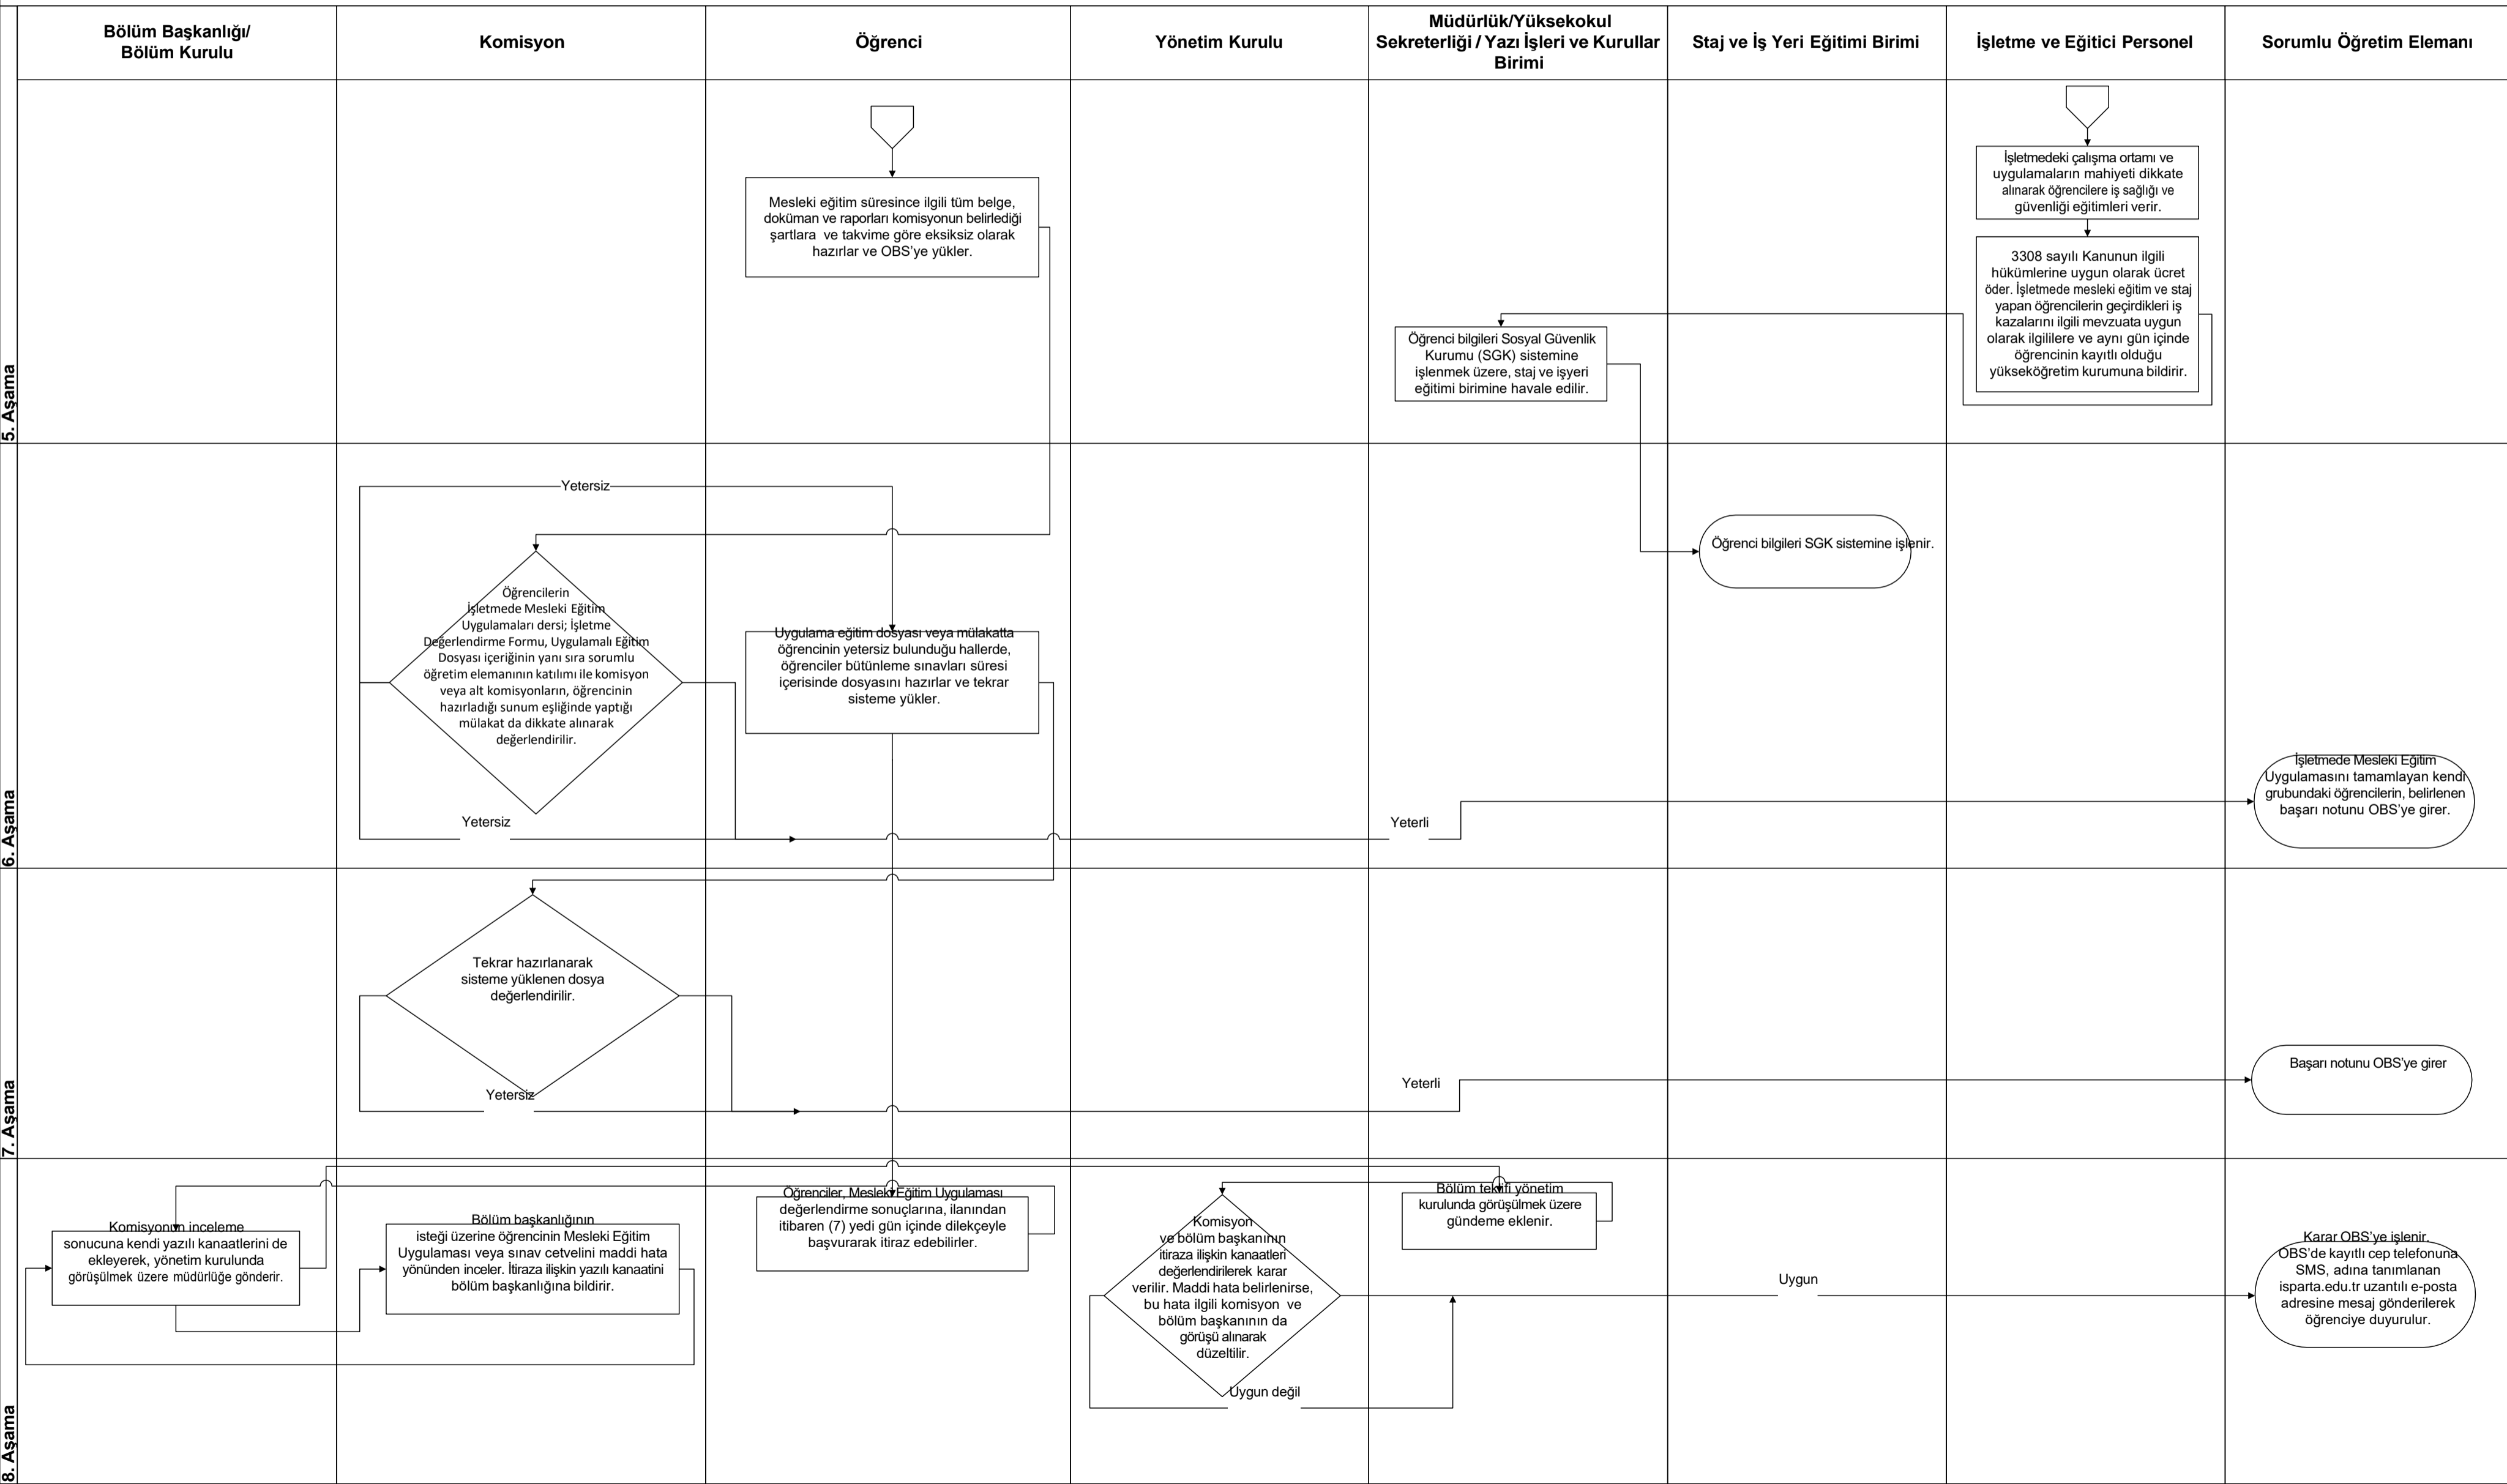 Bölüm Başkanlığı/
Bölüm Kurulu
Komisyon
Öğrenci
Yönetim Kurulu
Müdürlük/Yüksekokul
Sekreterliği / Yazı İşleri ve Kurullar
Birimi
Staj ve İş Yeri Eğitimi Birimi
İşletme ve Eğitici Personel
Sorumlu Öğretim Elemanı
5. Aşama
Mesleki eğitim süresince ilgili tüm belge,
doküman ve raporları komisyonun belirlediği
şartlara ve takvime göre eksiksiz olarak
hazırlar ve OBS'ye yükler.
Öğrenci bilgileri Sosyal Güvenlik
Kurumu (SGK) sistemine
işlenmek üzere, staj ve işyeri
eğitimi birimine havale edilir.
İşletmedeki çalışma ortamı ve
uygulamaların mahiyeti dikkate
alınarak öğrencilere iş sağlığı ve
güvenliği eğitimleri verir.
3308 sayılı Kanunun ilgili
hükümlerine uygun olarak ücret
öder. İşletmede mesleki eğitim ve staj
yapan öğrencilerin geçirdikleri iş
kazalarını ilgili mevzuata uygun
olarak ilgililere ve aynı gün içinde
öğrencinin kayıtlı olduğu
yükseköğretim kurumuna bildirir.
6. Aşama
Yetersiz
Öğrencilerin
İşletmede Mesleki Eğitim
Uygulamaları dersi; İşletme
Değerlendirme Formu, Uygulamalı Eğitim
Dosyası içeriğinin yanı sıra sorumlu
öğretim elemanının katılımı ile komisyon
veya alt komisyonların, öğrencinin
hazırladığı sunum eşliğinde yaptığı
mülakat da dikkate alınarak
değerlendirilir.
Yetersiz
Uygulama eğitim dosyası veya mülakatta
öğrencinin yetersiz bulunduğu hallerde,
öğrenciler bütünleme sınavları süresi
içerisinde dosyasını hazırlar ve tekrar
sisteme yükler.
Yeterli
Öğrenci bilgileri SGK sistemine işlenir.
İşletmede Mesleki Eğitim
Uygulamasını tamamlayan kendi
grubundaki öğrencilerin, belirlenen
başarı notunu OBS'ye girer.
7. Aşama
Tekrar hazırlanarak
sisteme yüklenen dosya
değerlendirilir.
Yetersiz
Yeterli
Başarı notunu OBS'ye girer
8. Aşama
Komisyonun inceleme
sonucuna kendi yazılı kanaatlerini de
ekleyerek, yönetim kurulunda
görüşülmek üzere müdürlüğe gönderir.
Bölüm başkanlığının
isteği üzerine öğrencinin Mesleki Eğitim
Uygulaması veya sınav cetvelini maddi hata
yönünden inceler. İtiraza ilişkin yazılı kanaatini
bölüm başkanlığına bildirir.
Öğrenciler, Mesleki Eğitim Uygulaması
değerlendirme sonuçlarına, ilanından
itibaren (7) yedi gün içinde dilekçeyle
başvurarak itiraz edebilirler.
Komisyon
ve bölüm başkanının
itiraza ilişkin kanaatleri
değerlendirilerek karar
verilir. Maddi hata belirlenirse,
bu hata ilgili komisyon ve
bölüm başkanının da
görüşü alınarak
düzeltilir.
Uygun değil
Bölüm teklifi yönetim
kurulunda görüşülmek üzere
gündeme eklenir.
Uygun
Karar OBS'ye işlenir.
OBS'de kayıtlı cep telefonuna
SMS, adına tanımlanan
isparta.edu.tr uzantılı e-posta
adresine mesaj gönderilerek
öğrenciye duyurulur.